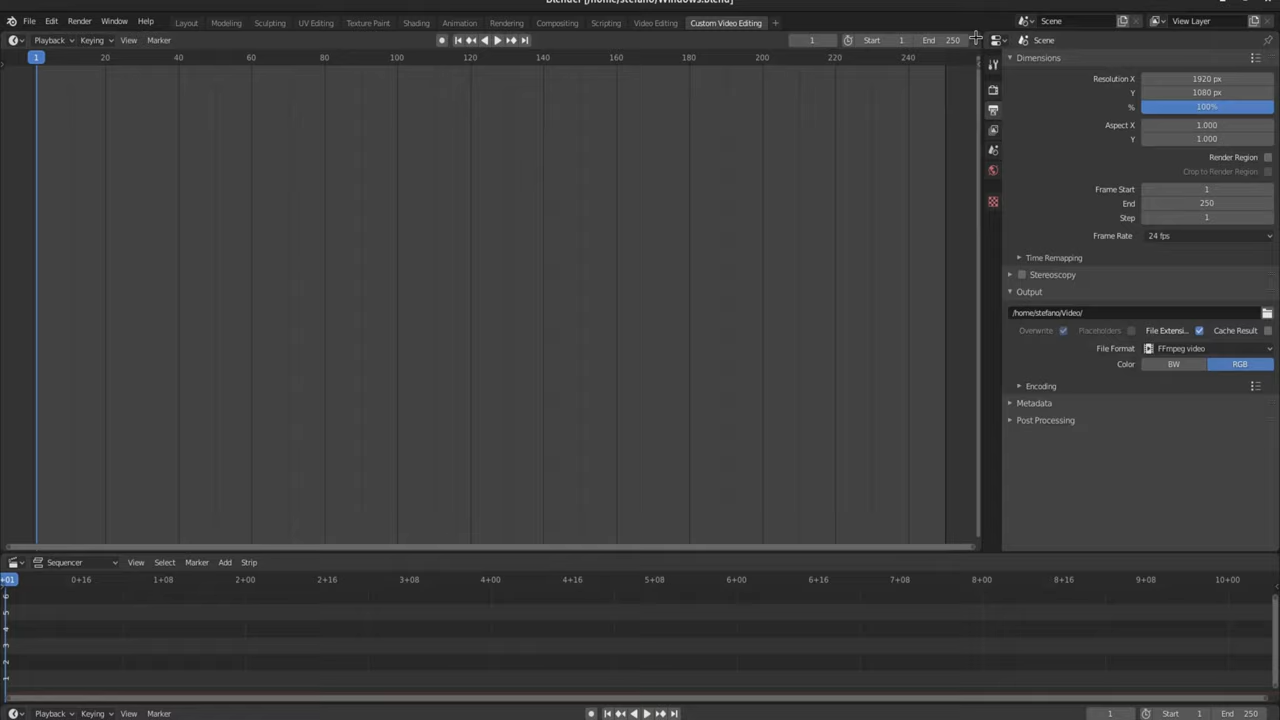 Blender [/home/stefano/Windows.blend]
File Edit Render Window Help Layout Modeling Sculpting UV Editing Texture Paint Shading Animation Rendering Compositing Scripting Video Editing Custom Video Editing + Scene View Layer
Playback Keying View Marker 1 Start 1 End 250 Scene
1 20 40 60 80 100 120 140 160 180 200 220 240
Dimensions
Resolution X 1920 px
Y 1080 px
% 100%
Aspect X 1.000
Y 1.000
Render Region
Crop to Render Region
Frame Start 1
End 250
Step 1
Frame Rate 24 fps
Time Remapping
Stereoscopy
Output
/home/stefano/Video/
Overwrite Placeholders File Extensi... Cache Result
File Format FFmpeg video
Color BW RGB
Encoding
Metadata
Post Processing
Sequencer View Select Marker Add Strip
+01 0+16 1+08 2+00 2+16 3+08 4+00 4+16 5+08 6+00 6+16 7+08 8+00 8+16 9+08 10+00
6
5
4
3
2
1
Playback Keying View Marker 1 Start 1 End 250